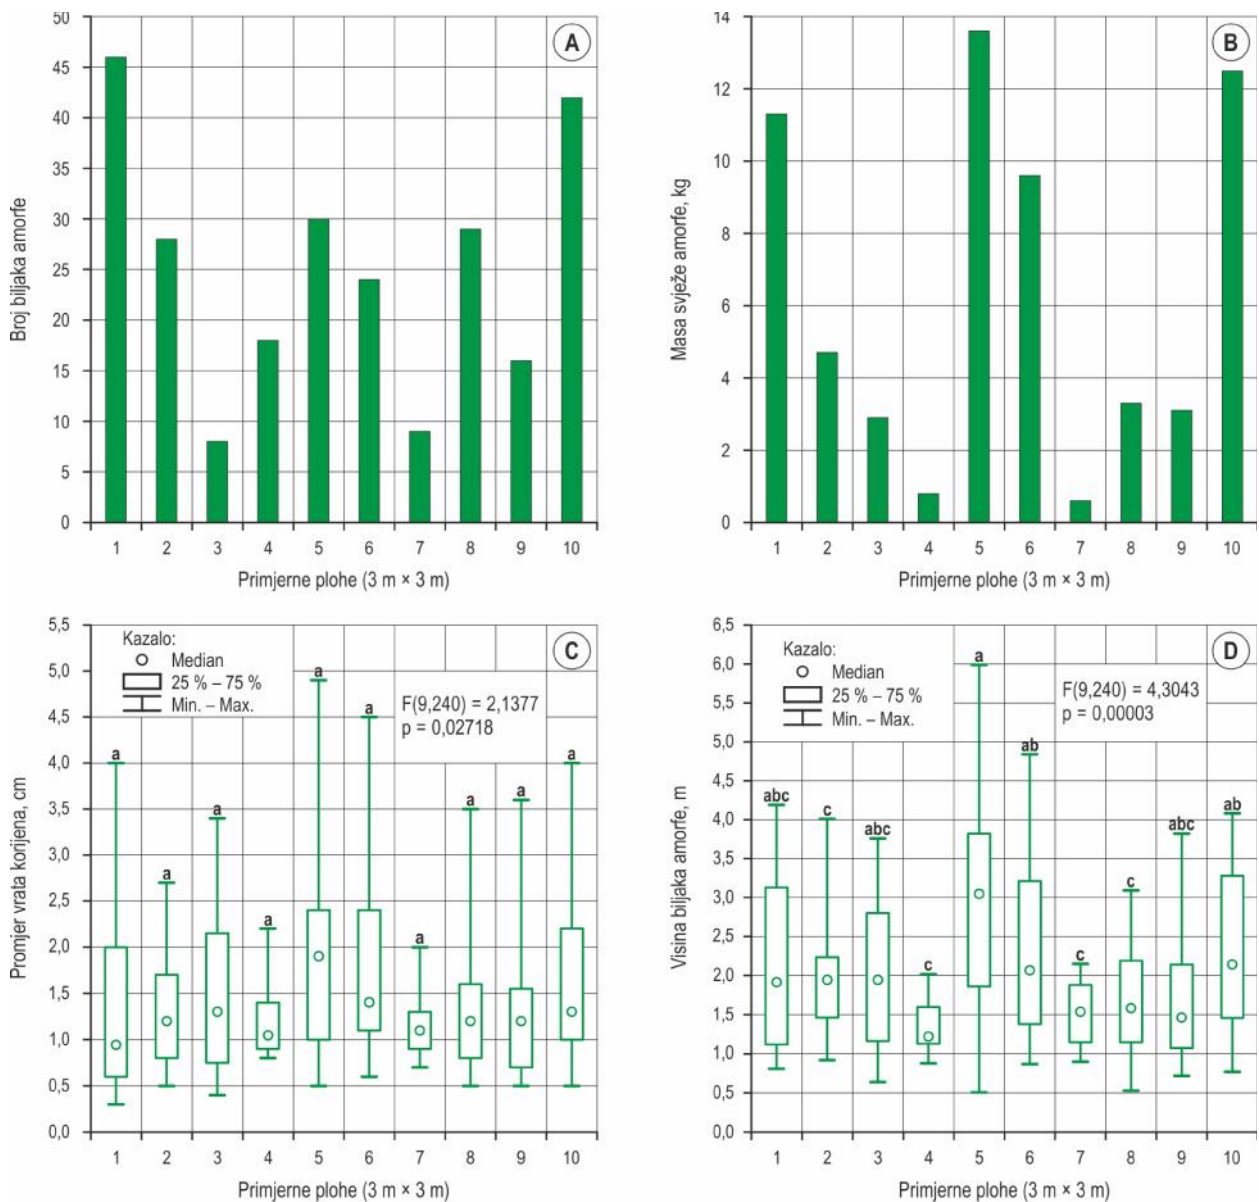 50
45
40
35
30
25
20
15
10
5
0
Broj biljaka amorfe
A
1 2 3 4 5 6 7 8 9 10
Primjerne plohe (3 m × 3 m)
14
12
10
8
6
4
2
0
Masa svježe amorfe, kg
B
1 2 3 4 5 6 7 8 9 10
Primjerne plohe (3 m × 3 m)
5,5
5,0
4,5
4,0
3,5
3,0
2,5
2,0
1,5
1,0
0,5
0,0
Promjer vrata korijena, cm
Kazalo:
Median
25 % – 75 %
Min. – Max.
C
F(9,240) = 2,1377
p = 0,02718
a a a a a a a a a a
1 2 3 4 5 6 7 8 9 10
Primjerne plohe (3 m × 3 m)
6,5
6,0
5,5
5,0
4,5
4,0
3,5
3,0
2,5
2,0
1,5
1,0
0,5
0,0
Visina biljaka amorfe, m
Kazalo:
Median
25 % – 75 %
Min. – Max.
D
F(9,240) = 4,3043
p = 0,00003
abc c abc c a ab c c abc ab
1 2 3 4 5 6 7 8 9 10
Primjerne plohe (3 m × 3 m)